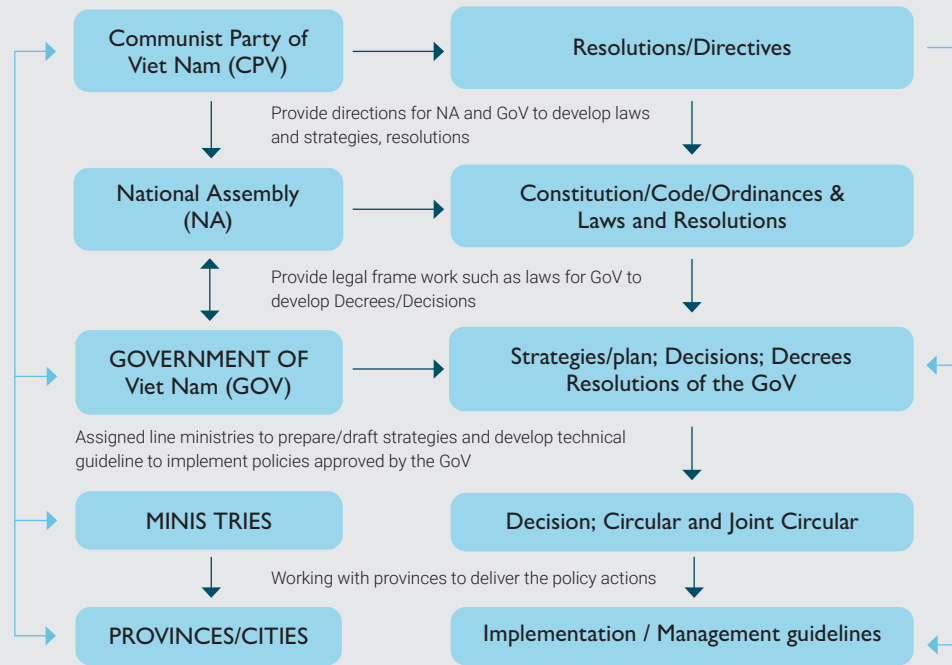 Communist Party of
Viet Nam (CPV)
Resolutions/Directives
Provide directions for NA and GoV to develop laws
and strategies, resolutions
National Assembly
(NA)
Constitution/Code/Ordinances &
Laws and Resolutions
Provide legal frame work such as laws for GoV to
develop Decrees/Decisions
GOVERNMENT OF
Viet Nam (GOV)
Strategies/plan; Decisions; Decrees
Resolutions of the GoV
Assigned line ministries to prepare/draft strategies and develop technical
guideline to implement policies approved by the GoV
MINIS TRIES
Decision; Circular and Joint Circular
Working with provinces to deliver the policy actions
PROVINCES/CITIES
Implementation / Management guidelines